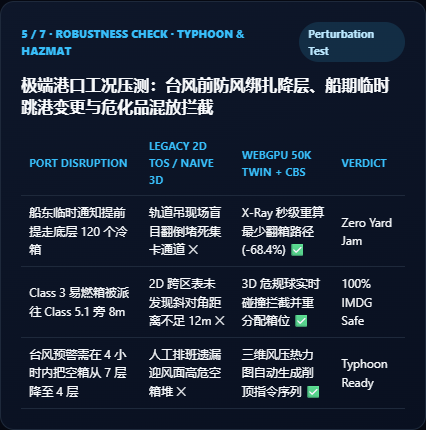 5 / 7 · ROBUSTNESS CHECK · TYPHOON &
HAZMAT
Perturbation
Test
极端港口工况压测：台风前防风绑扎降层、船期临时
跳港变更与危化品混放拦截
PORT DISRUPTION
LEGACY 2D
TOS / NAIVE
3D
WEBGPU 50K
TWIN + CBS
VERDICT
船东临时通知提前
提走底层 120 个冷
箱
轨道吊现场盲
目翻倒堵死集
卡通道 ✕
X-Ray 秒级重算
最少翻箱路径
(-68.4%) ✅
Zero Yard
Jam
Class 3 易燃箱被派
往 Class 5.1 旁 8m
2D 跨区表未
发现斜对角距
离不足 12m ✕
3D 危规球实时
碰撞拦截并重
分配箱位 ✅
100%
IMDG
Safe
台风预警需在 4 小
时内把空箱从 7 层
降至 4 层
人工排班遗漏
迎风面高危空
箱堆 ✕
三维风压热力
图自动生成削
顶指令序列 ✅
Typhoon
Ready